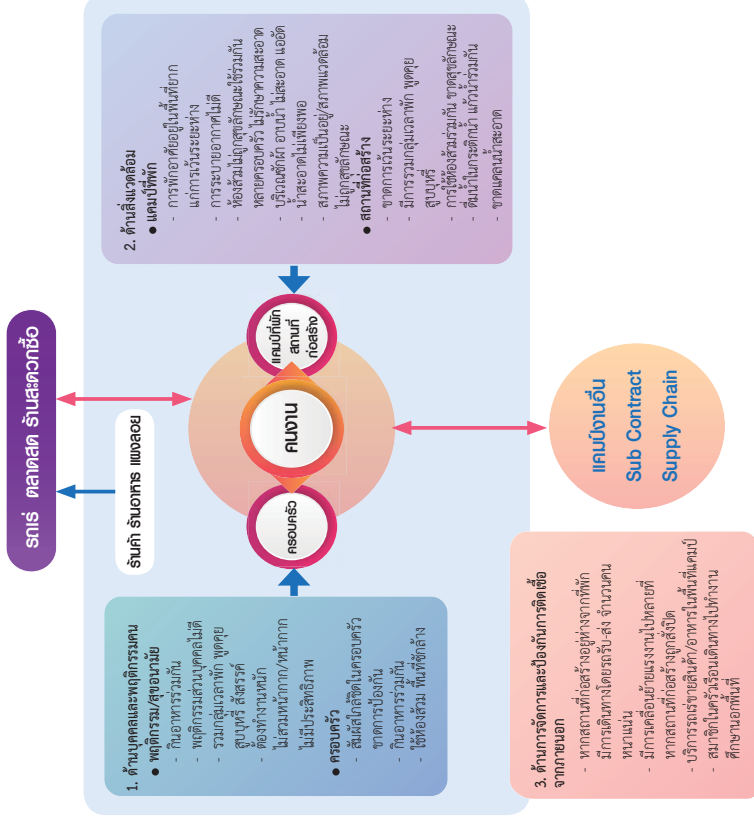 รถเร่ ตลาดสด ร้านสะดวกซื้อ
ร้านค้า ร้านอาหาร แผงลอย
1. ด้านบุคคลและพฤติกรรมคน
● พฤติกรรม/สุขอนามัย
- กินอาหารร่วมกัน
- พฤติกรรมส่วนบุคคลไม่ดี
- รวมกลุ่มเวลาพัก พูดคุย
สูบบุหรี่ สังสรรค์
- ต้องทำงานหนัก
ไม่สวมหน้ากาก/หน้ากาก
ไม่มีประสิทธิภาพ
● ครอบครัว
- สัมผัสใกล้ชิดในครอบครัว
ขาดการป้องกัน
- กินอาหารร่วมกัน
- ใช้ห้องส้วม พื้นที่ซักล้าง
ครอบครัว
คนงาน
แคมป์ที่พัก
สถานที่
ก่อสร้าง
2. ด้านสิ่งแวดล้อม
● แคมป์ที่พัก
- การพักอาศัยอยู่ในพื้นที่ยาก
แก่การเว้นระยะห่าง
- การระบายอากาศไม่ดี
- ห้องส้วมไม่ถูกสุขลักษณะใช้ร่วมกัน
หลายครอบครัว ไม่รักษาความสะอาด
- บริเวณซักผ้า อาบน้ำ ไม่สะอาด แออัด
น้ำสะอาดไม่เพียงพอ
- สภาพความเป็นอยู่/สภาพแวดล้อม
ไม่ถูกสุขลักษณะ
● สถานที่ก่อสร้าง
- ขาดการเว้นระยะห่าง
- มีการรวมกลุ่มเวลาพัก พูดคุย
สูบบุหรี่
- การใช้ห้องส้วมร่วมกัน ขาดสุขลักษณะ
- ดื่มน้ำในกระติกน้ำ แก้วน้ำร่วมกัน
- ขาดแคลนน้ำสะอาด
3. ด้านการจัดการและป้องกันการติดเชื้อ
จากภายนอก
- หากสถานที่ก่อสร้างอยู่ห่างจากที่พัก
มีการเดินทางโดยรถรับ-ส่ง จำนวนคน
หนาแน่น
- มีการเคลื่อนย้ายแรงงานไปหลายที่
หากสถานที่ก่อสร้างถูกสั่งปิด
- บริการรถเร่ขายสินค้า/อาหารในพื้นที่แคมป์
- สมาชิกในครัวเรือนเดินทางไปทำงาน
ศึกษานอกพื้นที่
แคมป์งานอื่น
Sub Contract
Supply Chain